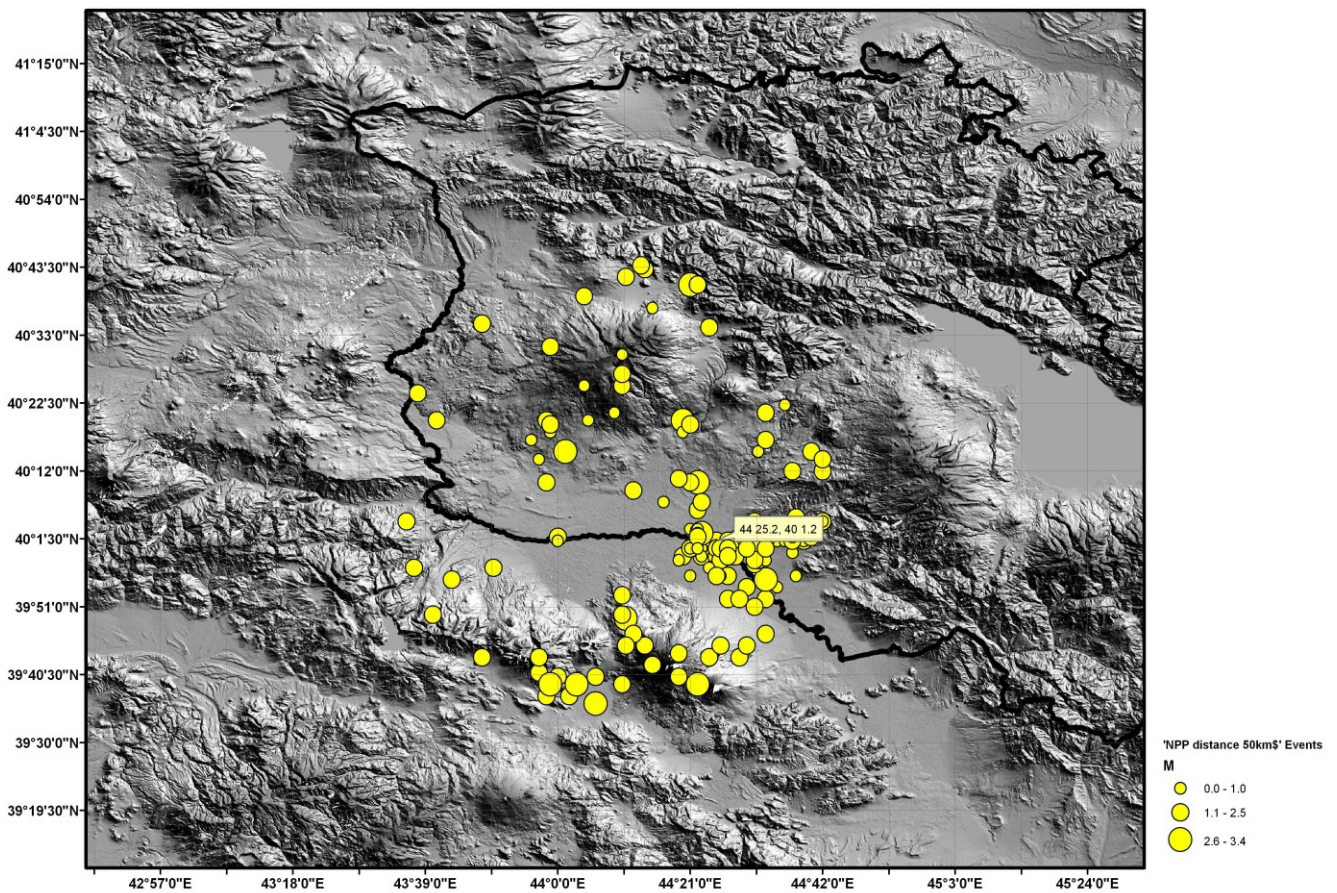 41°15'0"N
41°4'30"N
40°54'0"N
40°43'30"N
40°33'0"N
40°22'30"N
40°12'0"N
44 25.2, 40 1.2
40°1'30"N
39°51'0"N
39°40'30"N
39°30'0"N
39°19'30"N
42°57'0"E 43°18'0"E 43°39'0"E 44°0'0"E 44°21'0"E 44°42'0"E 45°3'0"E 45°24'0"E
'NPP distance 50km$' Events
M
0.0 - 1.0
1.1 - 2.5
2.6 - 3.4